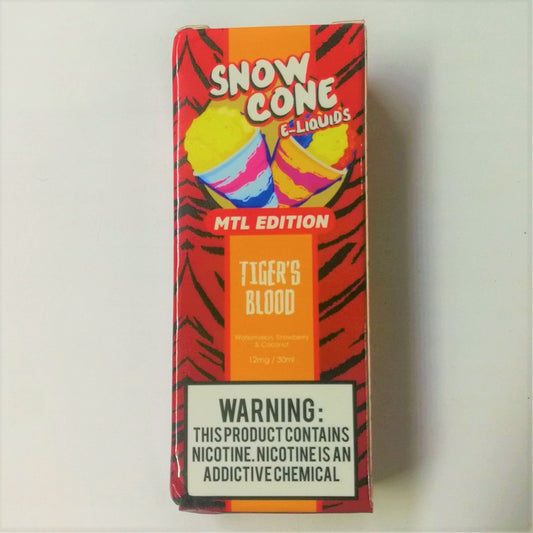 SNOW
CONE
E-LIQUIDS
MTL EDITION
TIGER'S
BLOOD
Watermelon, Strawberry
& Coconut
12mg / 30ml
WARNING:
THIS PRODUCT CONTAINS
NICOTINE. NICOTINE IS AN
ADDICTIVE CHEMICAL